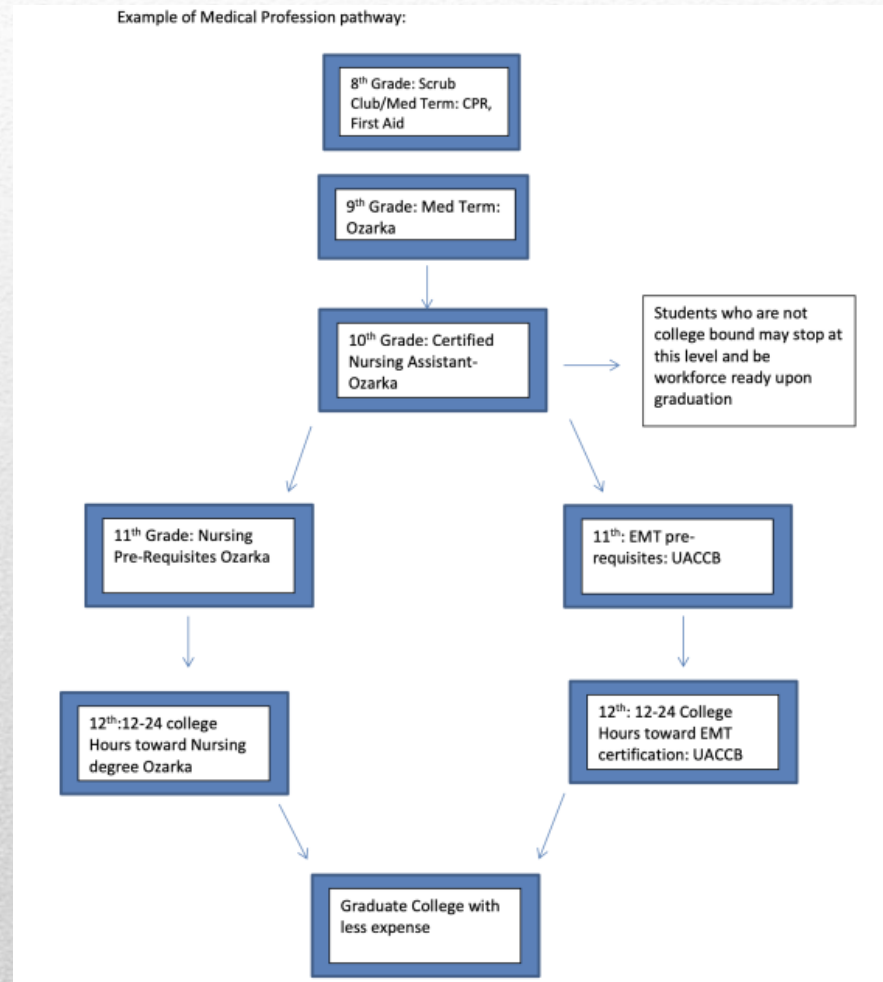 Example of Medical Profession pathway:
8th Grade: Scrub
Club/Med Term: CPR,
First Aid
9th Grade: Med Term:
Ozarka
10th Grade: Certified
Nursing Assistant-
Ozarka
Students who are not
college bound may stop at
this level and be
workforce ready upon
graduation
11th Grade: Nursing
Pre-Requisites Ozarka
11th: EMT pre-
requisites: UACCB
12th:12-24 college
Hours toward Nursing
degree Ozarka
12th: 12-24 College
Hours toward EMT
certification: UACCB
Graduate College with
less expense